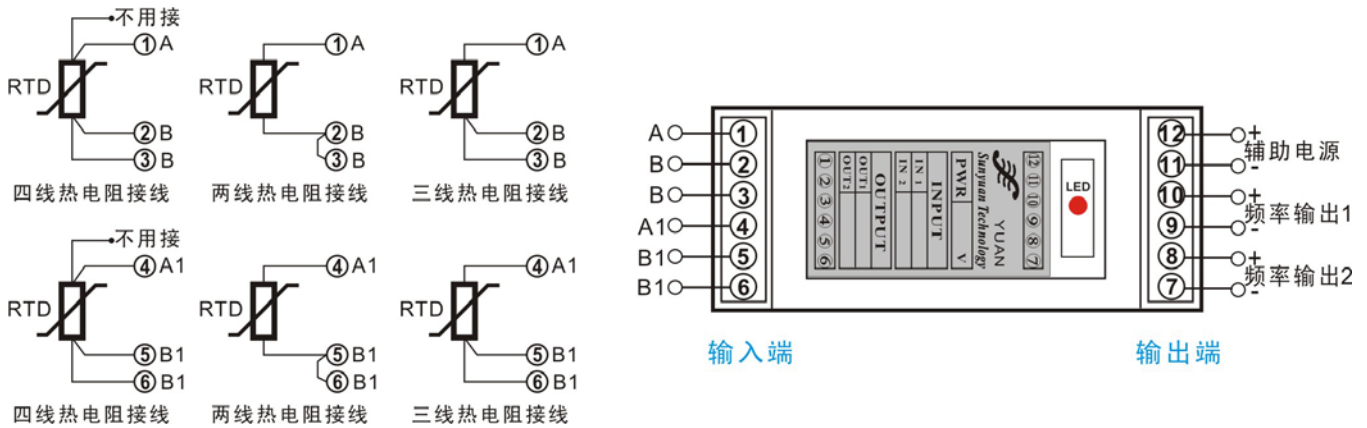 不用接
①A
RTD
②B
③B
四线热电阻接线
①A
RTD
②B
③B
两线热电阻接线
①A
RTD
②B
③B
三线热电阻接线
不用接
④A1
RTD
⑤B1
⑥B1
四线热电阻接线
④A1
RTD
⑤B1
⑥B1
两线热电阻接线
④A1
RTD
⑤B1
⑥B1
三线热电阻接线
A ①
B ②
B ③
A1 ④
B1 ⑤
B1 ⑥
输入端
⑫⑪⑩⑨⑧⑦
YUAN
Sunyuan Technology
PWR V
INPUT
IN 1
IN 2
OUTPUT
OUT1
OUT2
①②③④⑤⑥
LED
⑫ +
辅助电源
⑪ -
⑩ +
频率输出1
⑨ -
⑧ +
频率输出2
⑦ -
输出端